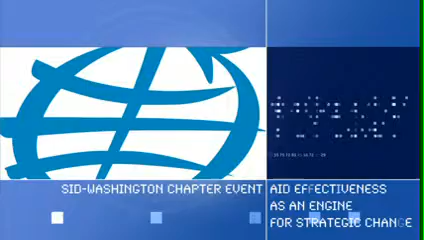 SID-WASHINGTON CHAPTER EVENT
AID EFFECTIVENESS
AS AN ENGINE
FOR STRATEGIC CHANGE